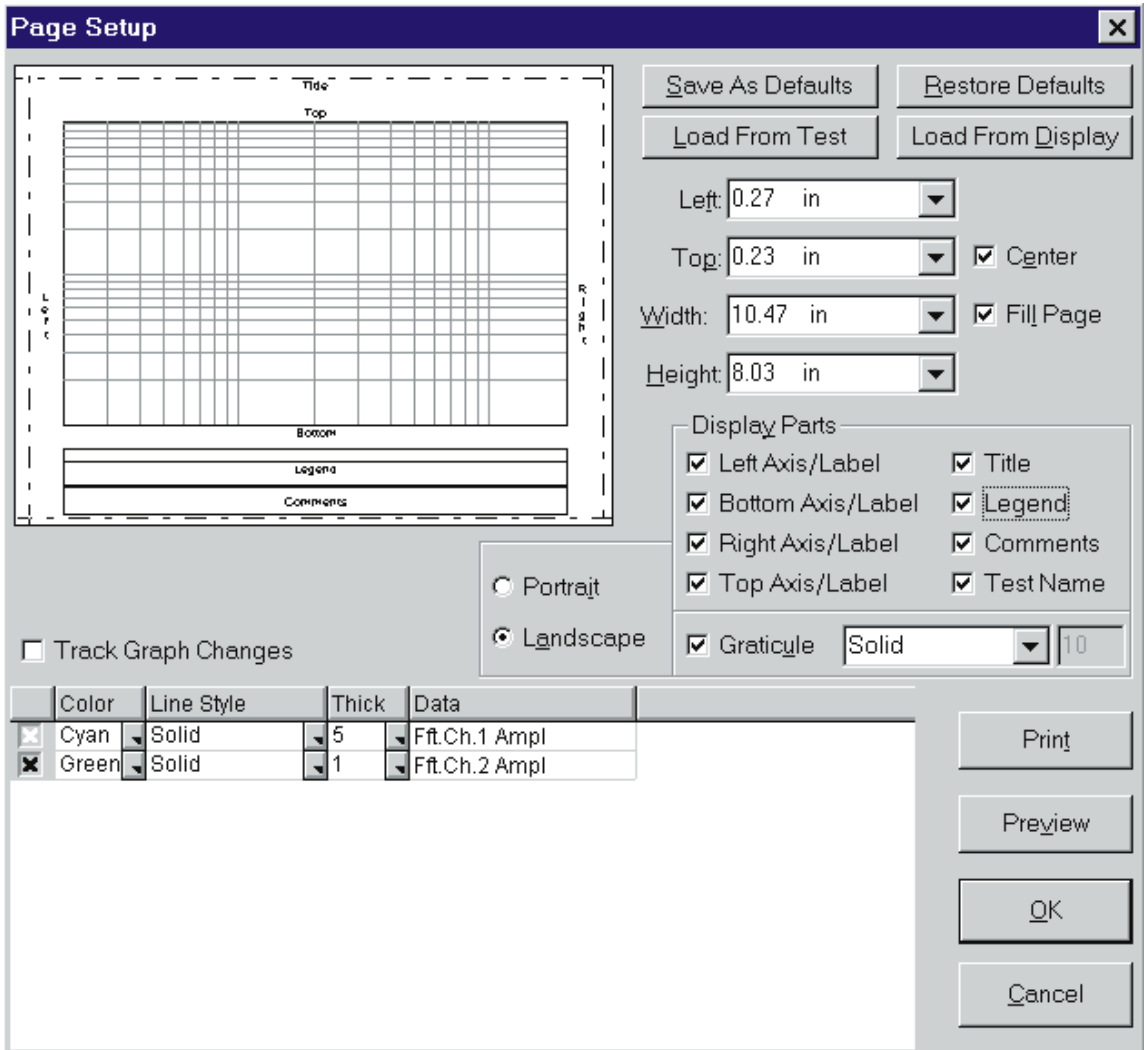 Page Setup
Title
Top
Left
Right
Bottom
Legend
Comments
Save As Defaults
Restore Defaults
Load From Test
Load From Display
Left: 0.27 in
Top: 0.23 in
Center
Width: 10.47 in
Fill Page
Height: 8.03 in
Display Parts
Left Axis/Label
Title
Bottom Axis/Label
Legend
Right Axis/Label
Comments
Top Axis/Label
Test Name
Portrait
Landscape
Graticule Solid 10
Track Graph Changes
Color Line Style Thick Data
Cyan Solid 5 Fft.Ch.1 Ampl
Green Solid 1 Fft.Ch.2 Ampl
Print
Preview
OK
Cancel